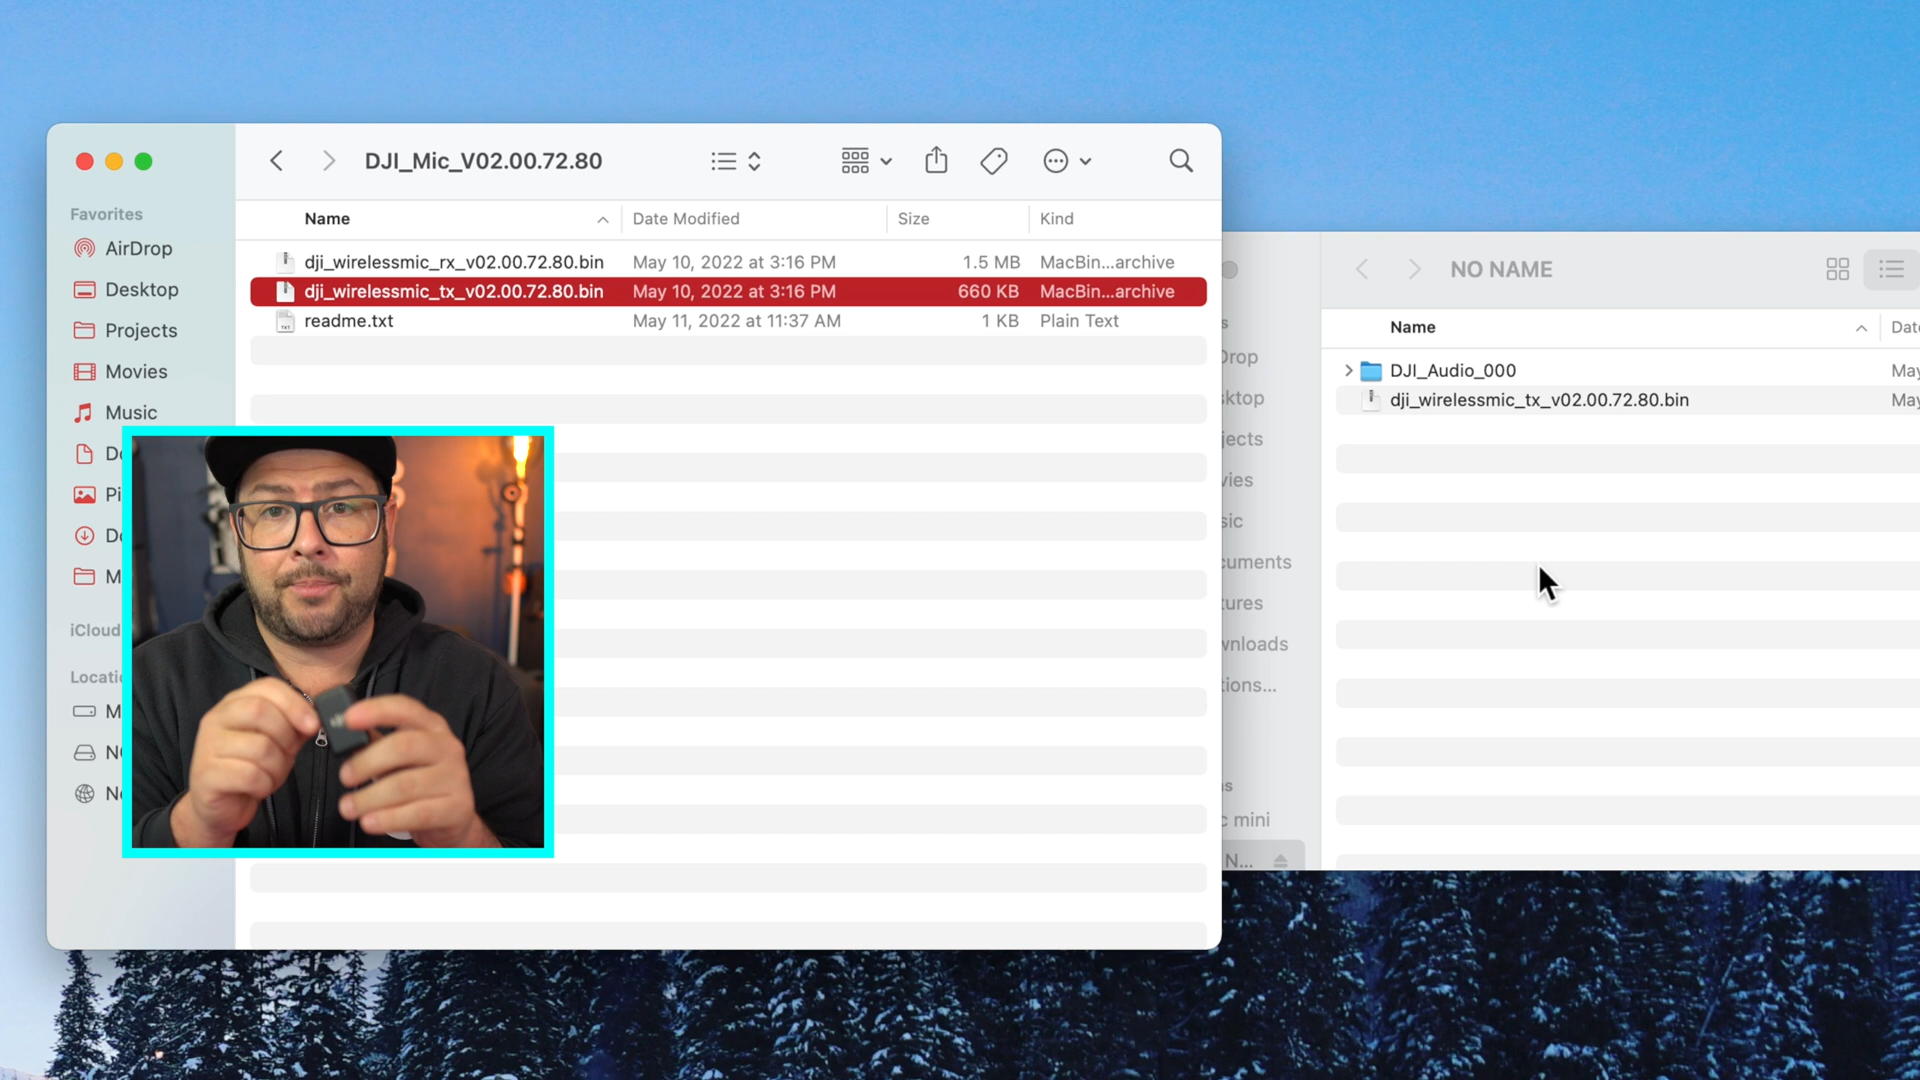 DJI_Mic_V02.00.72.80
Name Date Modified Size Kind
dji_wirelessmic_rx_v02.00.72.80.bin May 10, 2022 at 3:16 PM 1.5 MB MacBin...archive
dji_wirelessmic_tx_v02.00.72.80.bin May 10, 2022 at 3:16 PM 660 KB MacBin...archive
readme.txt May 11, 2022 at 11:37 AM 1 KB Plain Text
Favorites
AirDrop
Desktop
Projects
Movies
Music
iCloud
NO NAME
Name
DJI_Audio_000 May
dji_wirelessmic_tx_v02.00.72.80.bin May
mini
N...